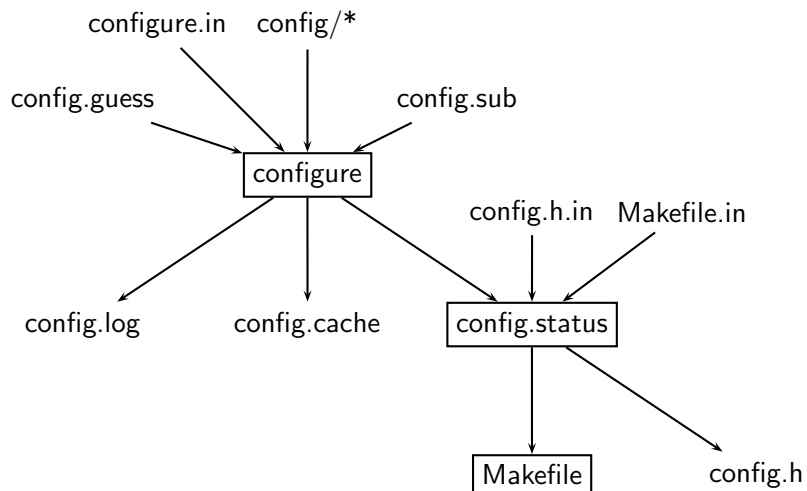 configure.in
config/*
config.guess
config.sub
configure
config.h.in
Makefile.in
config.log
config.cache
config.status
Makefile
config.h